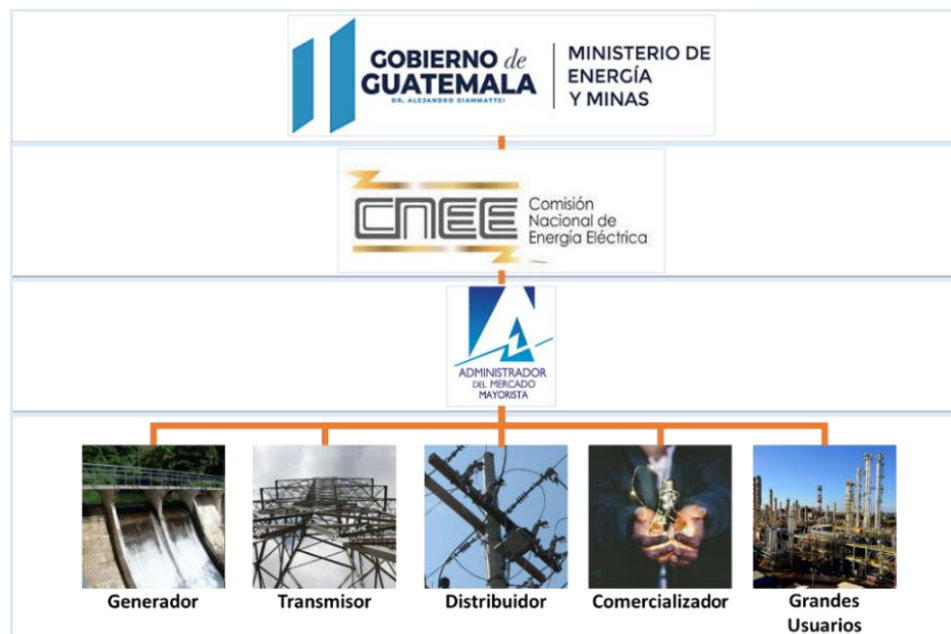 GOBIERNO de
GUATEMALA
DR. ALEJANDRO GIAMMATTEI
MINISTERIO DE
ENERGÍA
Y MINAS
CNEE
Comisión
Nacional de
Energía Eléctrica
ADMINISTRADOR
DEL MERCADO
MAYORISTA
Generador
Transmisor
Distribuidor
Comercializador
Grandes
Usuarios